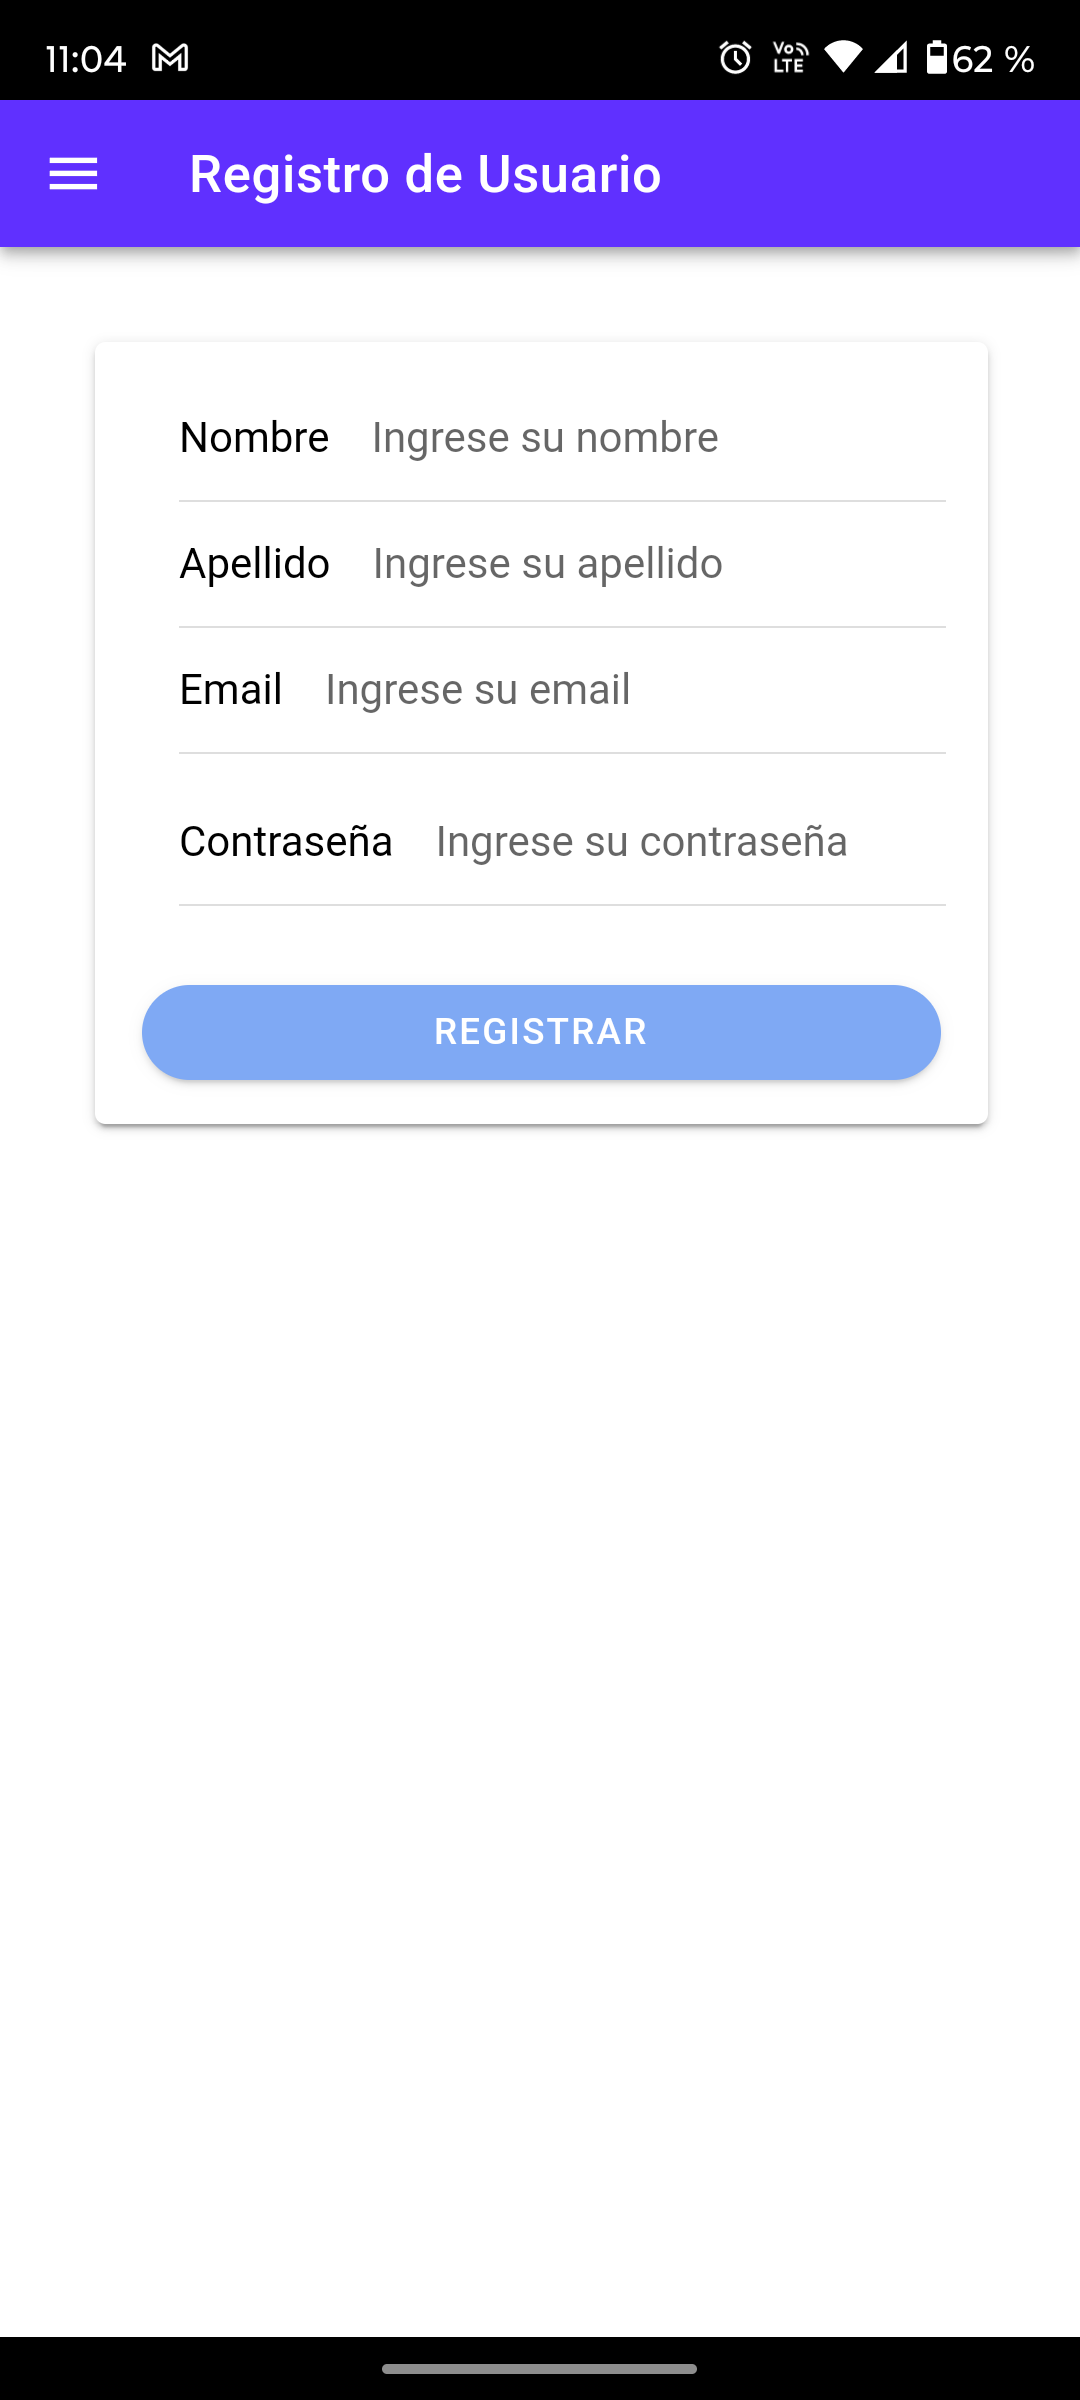 11:04 Vo LTE 62 %
Registro de Usuario
Nombre Ingrese su nombre
Apellido Ingrese su apellido
Email Ingrese su email
Contraseña Ingrese su contraseña
REGISTRAR